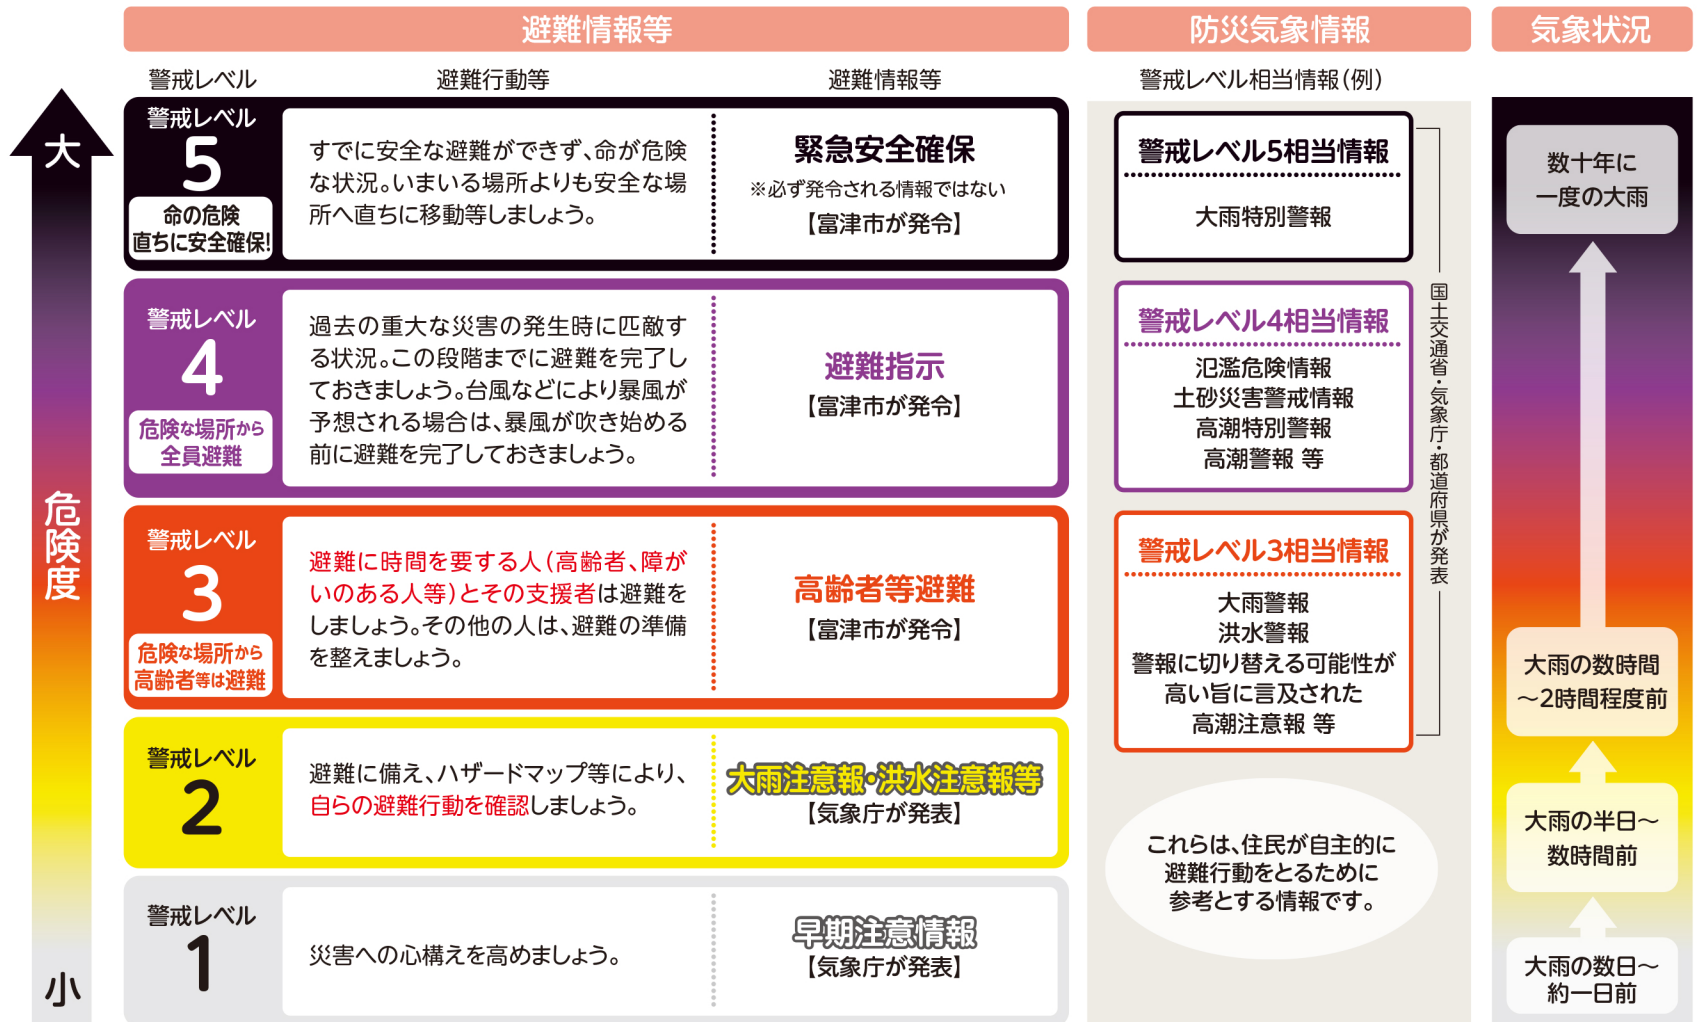 避難情報等
防災気象情報
気象状況
警戒レベル
避難行動等
避難情報等
警戒レベル相当情報（例）
大
危険度
小
警戒レベル
5
命の危険
直ちに安全確保!
すでに安全な避難ができず、命が危険
な状況。いまいる場所よりも安全な場
所へ直ちに移動等しましょう。
緊急安全確保
※必ず発令される情報ではない
【富津市が発令】
警戒レベル5相当情報
大雨特別警報
数十年に
一度の大雨
警戒レベル
4
危険な場所から
全員避難
過去の重大な災害の発生時に匹敵す
る状況。この段階までに避難を完了し
ておきましょう。台風などにより暴風が
予想される場合は、暴風が吹き始める
前に避難を完了しておきましょう。
避難指示
【富津市が発令】
警戒レベル4相当情報
氾濫危険情報
土砂災害警戒情報
高潮特別警報
高潮警報 等
国土交通省・気象庁・都道府県が発表
警戒レベル
3
危険な場所から
高齢者等は避難
避難に時間を要する人（高齢者、障が
いのある人等）とその支援者は避難を
しましょう。その他の人は、避難の準備
を整えましょう。
高齢者等避難
【富津市が発令】
警戒レベル3相当情報
大雨警報
洪水警報
警報に切り替える可能性が
高い旨に言及された
高潮注意報 等
大雨の数時間
～2時間程度前
警戒レベル
2
避難に備え、ハザードマップ等により、
自らの避難行動を確認しましょう。
大雨注意報・洪水注意報等
【気象庁が発表】
これらは、住民が自主的に
避難行動をとるために
参考とする情報です。
大雨の半日～
数時間前
警戒レベル
1
災害への心構えを高めましょう。
早期注意情報
【気象庁が発表】
大雨の数日～
約一日前